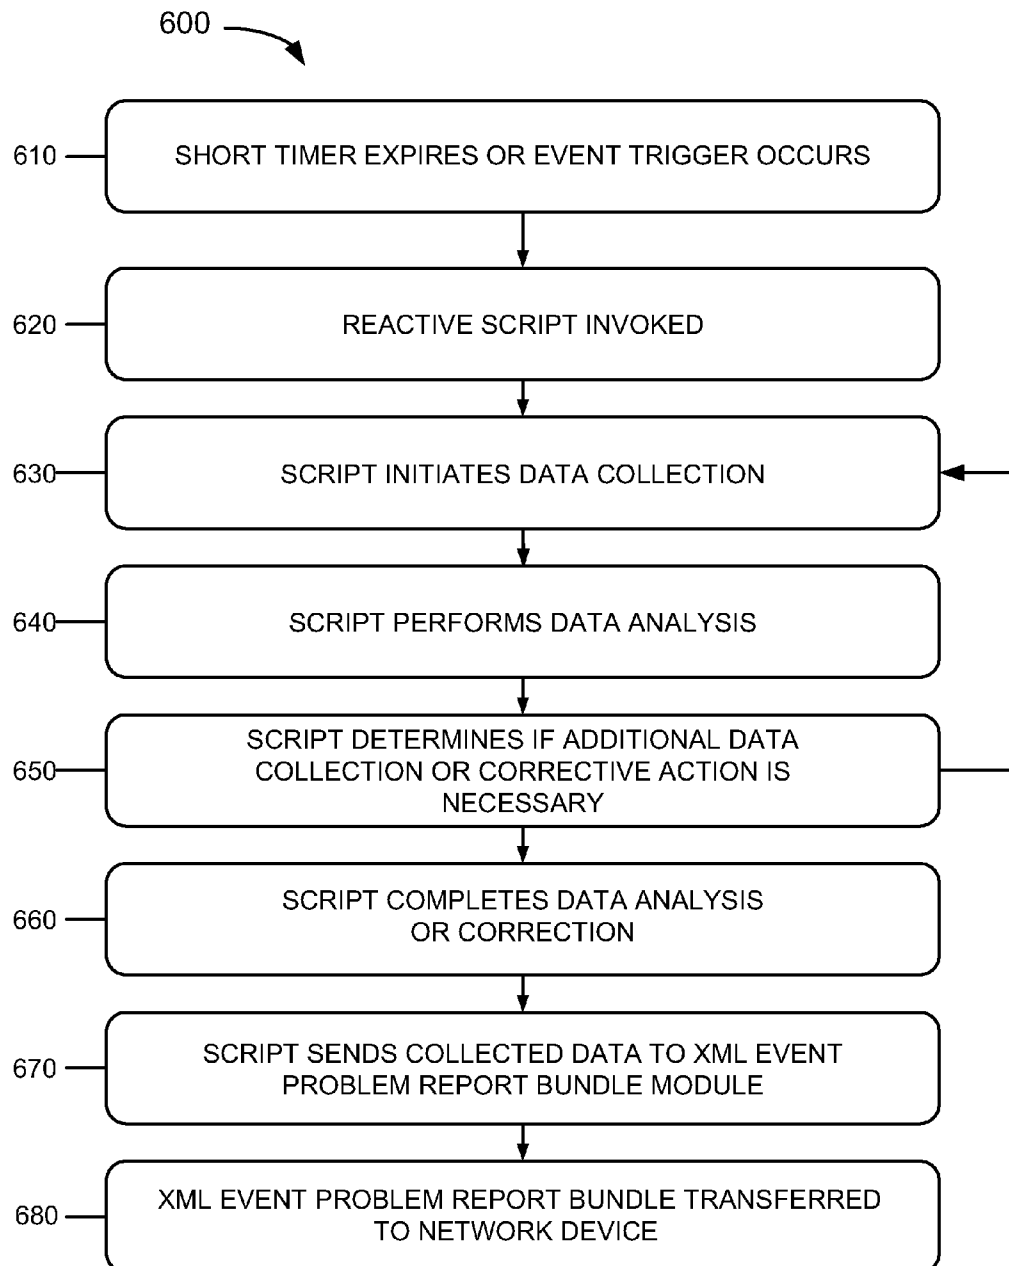 600
610
SHORT TIMER EXPIRES OR EVENT TRIGGER OCCURS
620
REACTIVE SCRIPT INVOKED
630
SCRIPT INITIATES DATA COLLECTION
640
SCRIPT PERFORMS DATA ANALYSIS
650
SCRIPT DETERMINES IF ADDITIONAL DATA
COLLECTION OR CORRECTIVE ACTION IS
NECESSARY
660
SCRIPT COMPLETES DATA ANALYSIS
OR CORRECTION
670
SCRIPT SENDS COLLECTED DATA TO XML EVENT
PROBLEM REPORT BUNDLE MODULE
680
XML EVENT PROBLEM REPORT BUNDLE TRANSFERRED
TO NETWORK DEVICE